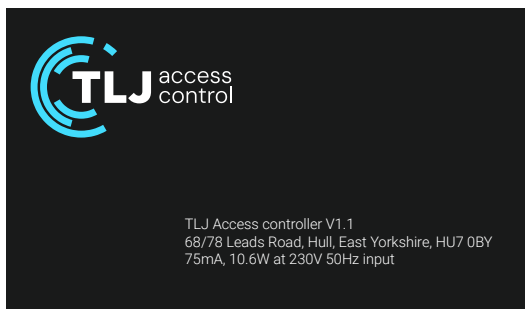 TLJ access
control
TLJ Access controller V1.1
68/78 Leads Road, Hull, East Yorkshire, HU7 0BY
75mA, 10.6W at 230V 50Hz input